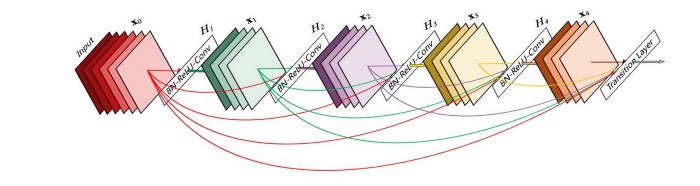 Input
x₀
H₁
BN-ReLU-Conv
x₁
H₂
BN-ReLU-Conv
x₂
H₃
BN-ReLU-Conv
x₃
H₄
BN-ReLU-Conv
x₄
Transition Layer